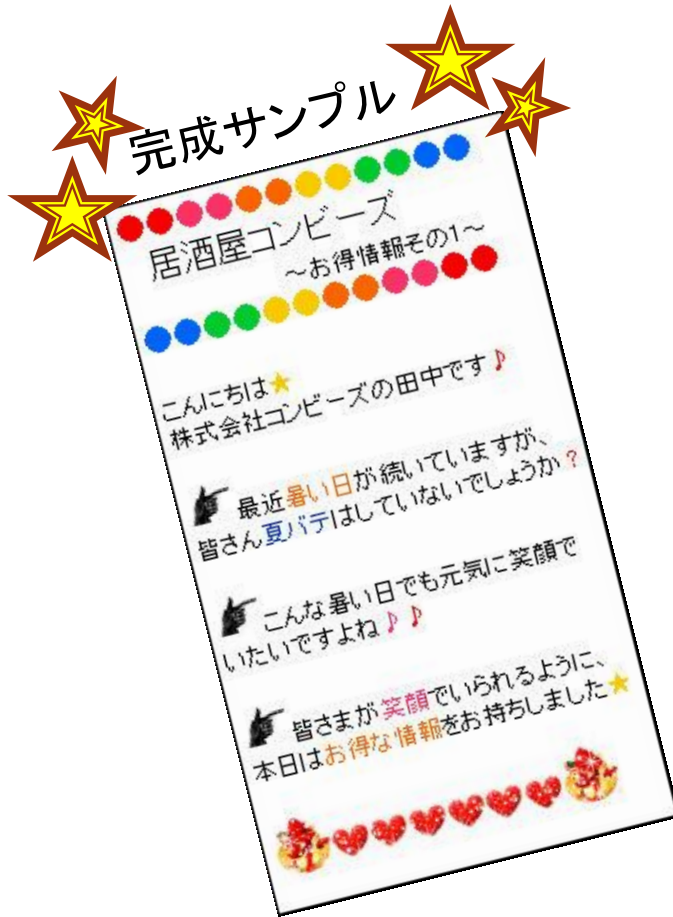 完成サンプル
居酒屋コンビーズ
～お得情報その1～
こんにちは★
株式会社コンビーズの田中です♪
最近暑い日が続いていますが、
皆さん夏バテはしていないでしょうか？
こんな暑い日でも元気に笑顔で
いたいですよね♪♪
皆さまが笑顔でいられるように、
本日はお得な情報をお持ちしました★